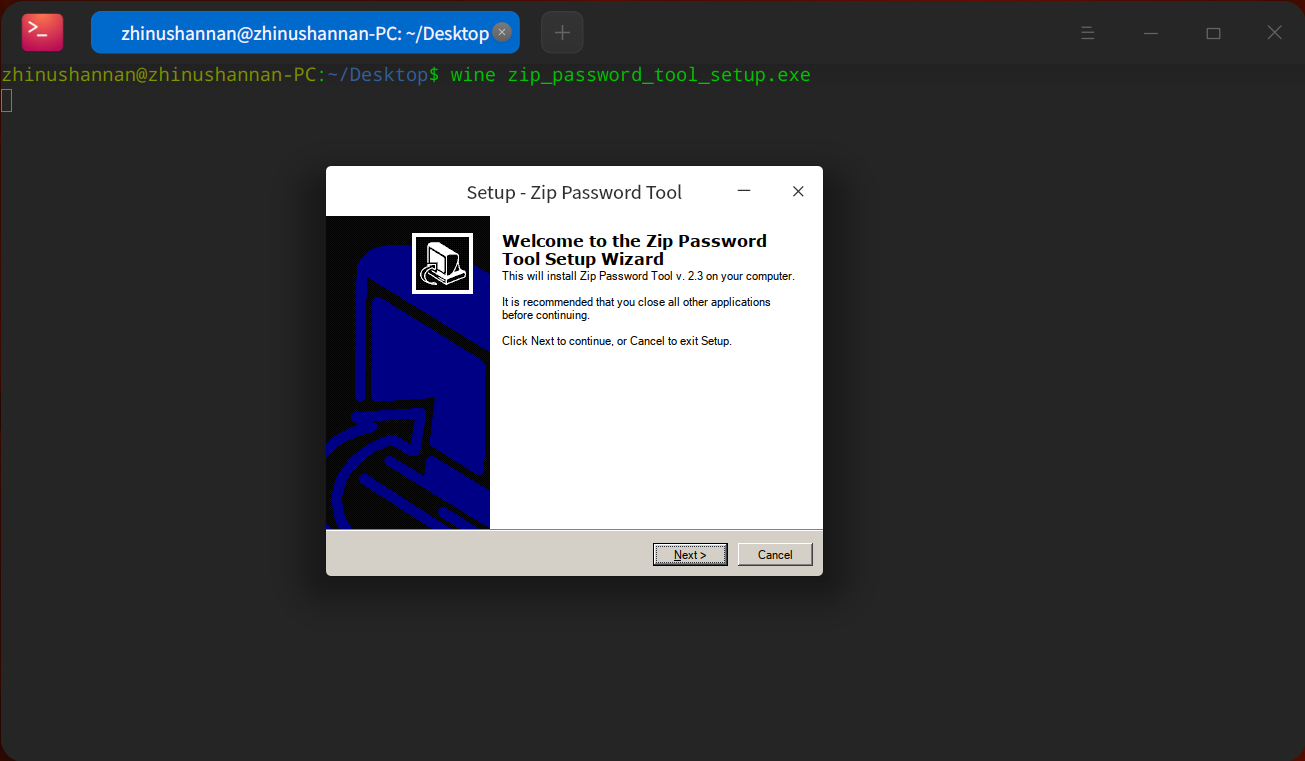 zhinushannan@zhinushannan-PC: ~/Desktop
zhinushannan@zhinushannan-PC:~/Desktop$ wine zip_password_tool_setup.exe
Setup - Zip Password Tool
Welcome to the Zip Password
Tool Setup Wizard
This will install Zip Password Tool v. 2.3 on your computer.
It is recommended that you close all other applications
before continuing.
Click Next to continue, or Cancel to exit Setup.
Next >
Cancel